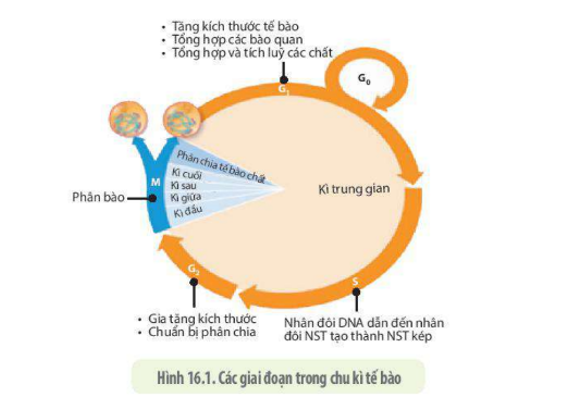 • Tăng kích thước tế bào
• Tổng hợp các bào quan
• Tổng hợp và tích luỹ các chất
G₀
G₁
Phân chia tế bào chất
Kì cuối
Kì sau
Kì giữa
Kì đầu
M
Phân bào
Kì trung gian
G₂
S
• Gia tăng kích thước
• Chuẩn bị phân chia
Nhân đôi DNA dẫn đến nhân
đôi NST tạo thành NST kép
Hình 16.1. Các giai đoạn trong chu kì tế bào